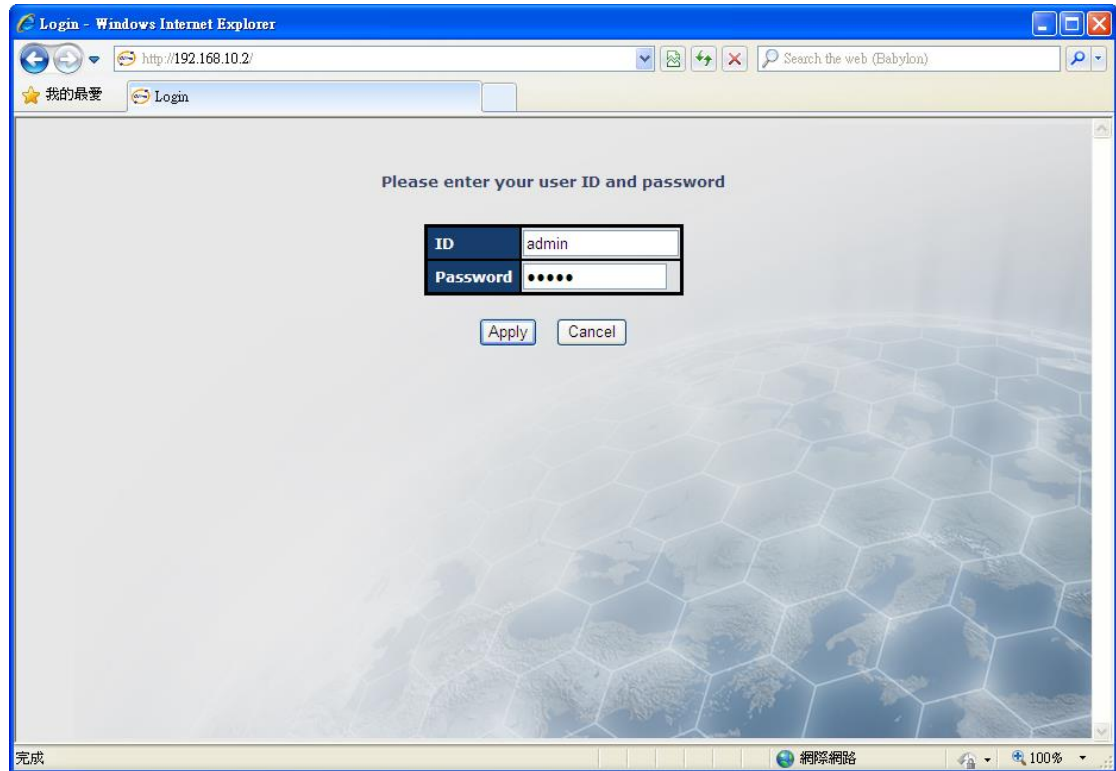 Login - Windows Internet Explorer
http://192.168.10.2/
Search the web (Babylon)
我的最愛
Login
Please enter your user ID and password
ID admin
Password •••••
Apply Cancel
完成 網際網路 100%